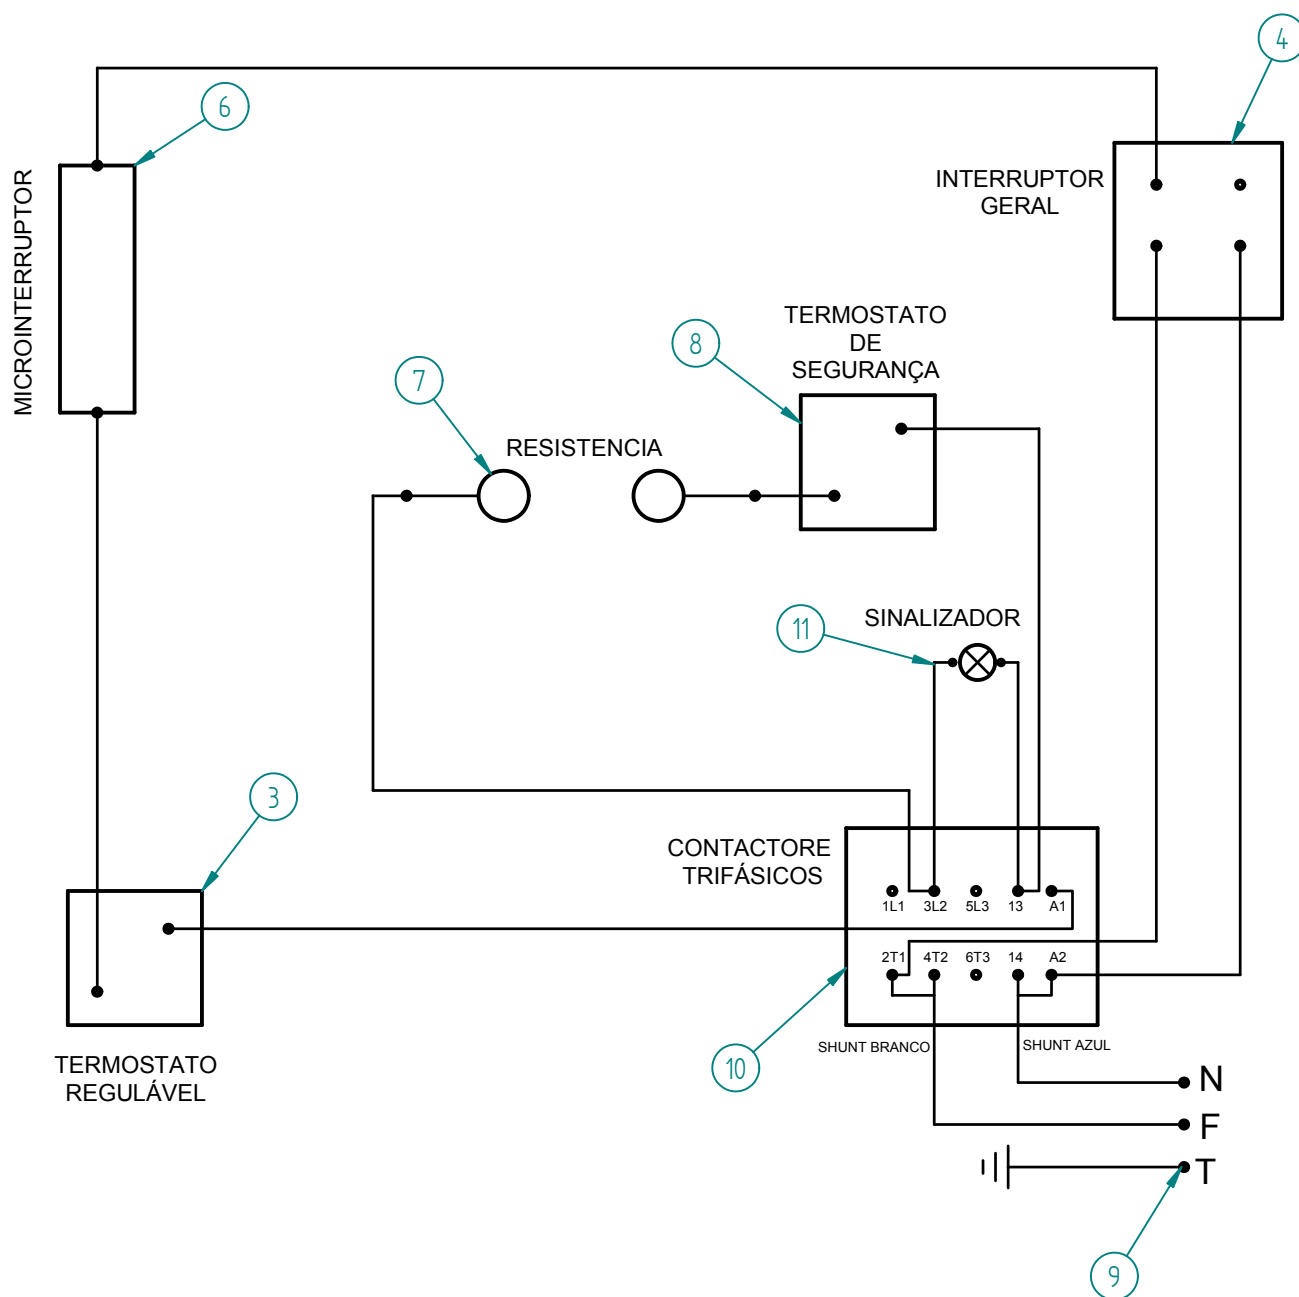 4
6
MICROINTERRUPTOR
INTERRUPTOR
GERAL
TERMOSTATO
DE
SEGURANÇA
8
7
RESISTENCIA
11
SINALIZADOR
3
CONTACTORE
TRIFÁSICOS
1L1 3L2 5L3 13 A1
2T1 4T2 6T3 14 A2
SHUNT BRANCO
SHUNT AZUL
TERMOSTATO
REGULÁVEL
10
N
F
T
9